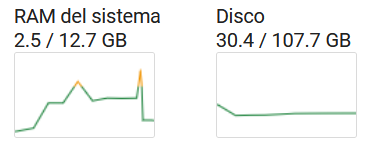 RAM del sistema
2.5 / 12.7 GB
Disco
30.4 / 107.7 GB